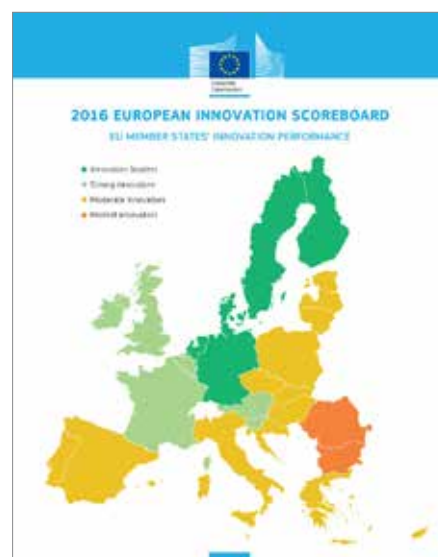 2016 EUROPEAN INNOVATION SCOREBOARD
EU MEMBER STATES' INNOVATION PERFORMANCE
Innovation leaders
Strong innovators
Moderate innovators
Modest innovators